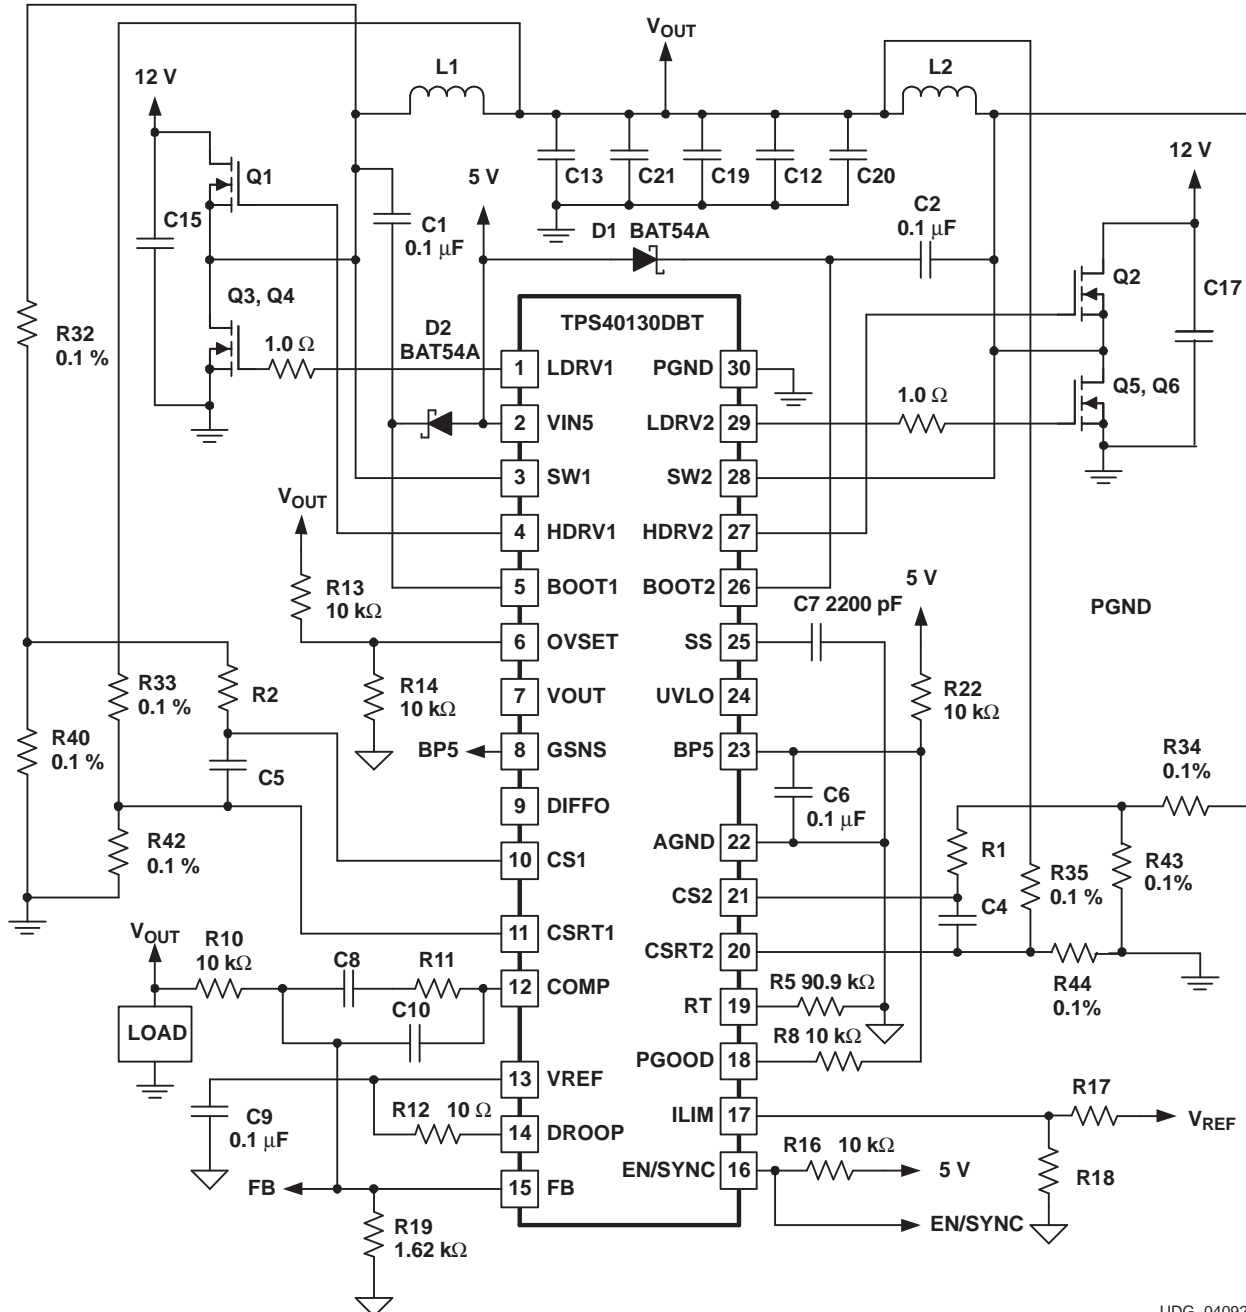 VOUT
L1
L2
12 V
12 V
Q1
C15
5 V
C13
C21
C19
C12
C20
C1
0.1 μF
D1 BAT54A
C2
0.1 μF
Q2
C17
Q3, Q4
R32
0.1 %
1.0 Ω
D2
BAT54A
TPS40130DBT
1.0 Ω
Q5, Q6
1 LDRV1
PGND 30
2 VIN5
LDRV2 29
3 SW1
SW2 28
VOUT
4 HDRV1
HDRV2 27
R13
10 kΩ
5 BOOT1
BOOT2 26
5 V
C7 2200 pF
PGND
6 OVSET
SS 25
R33
0.1 %
R2
R14
10 kΩ
7 VOUT
UVLO 24
R22
10 kΩ
R40
0.1 %
BP5
8 GSNS
BP5 23
R34
0.1%
C5
9 DIFFO
C6
0.1 μF
R42
0.1 %
10 CS1
AGND 22
R1
R35
0.1 %
R43
0.1%
CS2 21
C4
VOUT
R10
10 kΩ
11 CSRT1
CSRT2 20
C8
R11
12 COMP
R5 90.9 kΩ
R44
0.1%
LOAD
C10
RT 19
R8 10 kΩ
PGOOD 18
13 VREF
R17
C9
0.1 μF
R12 10 Ω
ILIM 17
VREF
14 DROOP
R16 10 kΩ
EN/SYNC 16
5 V
R18
FB
15 FB
EN/SYNC
R19
1.62 kΩ